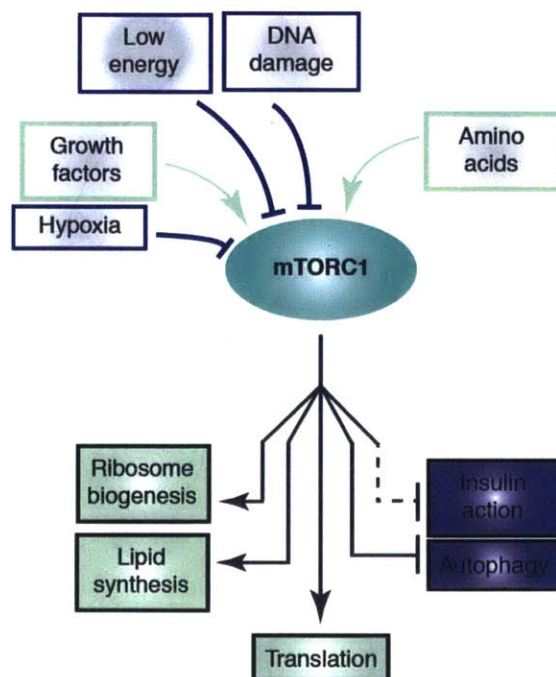 Low
energy
DNA
damage
Growth
factors
Amino
acids
Hypoxia
mTORC1
Ribosome
biogenesis
Insulin
action
Lipid
synthesis
Autophagy
Translation